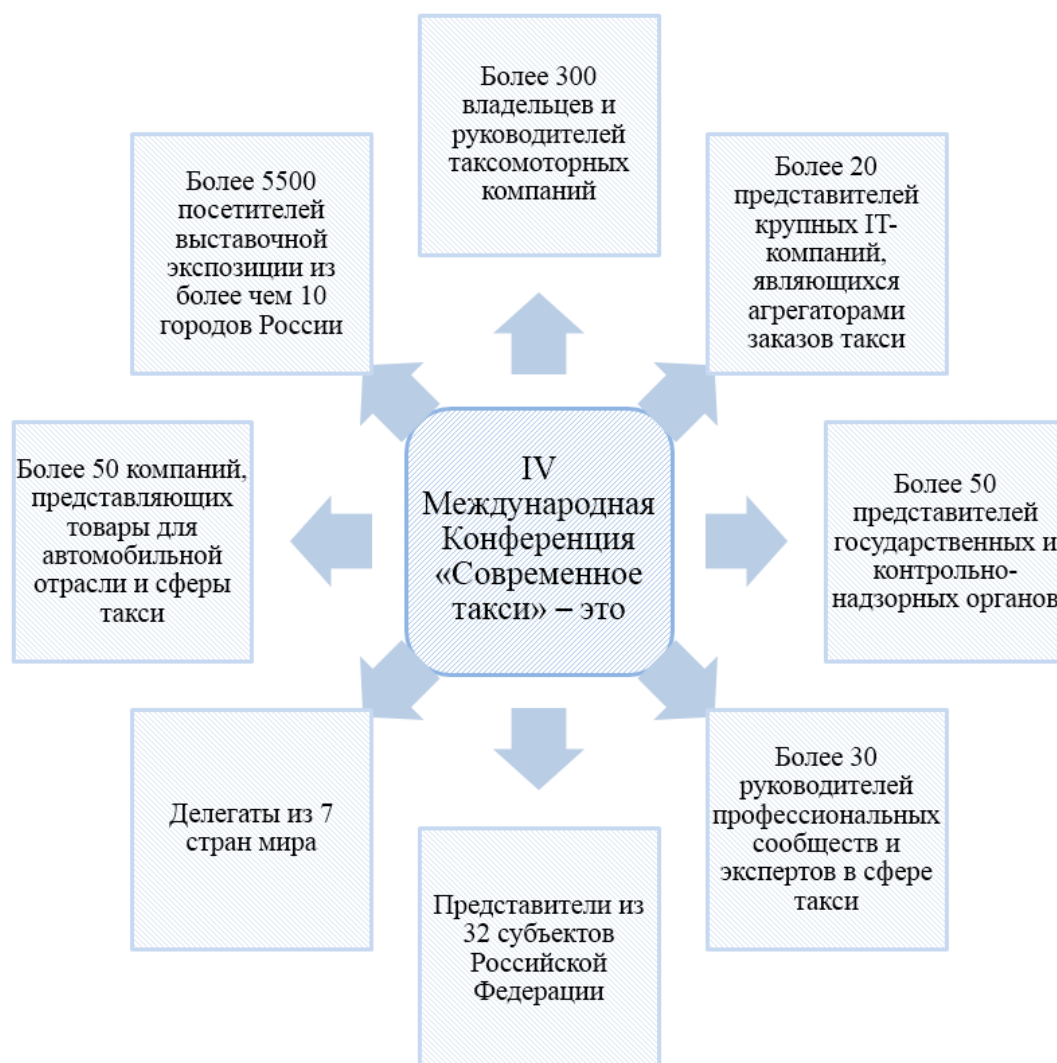 Более 300
владельцев и
руководителей
таксомоторных
компаний
Более 20
представителей
крупных IT-
компаний,
являющихся
агрегаторами
заказов такси
Более 50
представителей
государственных и
контрольно-
надзорных органов
Более 30
руководителей
профессиональных
сообществ и
экспертов в сфере
такси
Представители из
32 субъектов
Российской
Федерации
Делегаты из 7
стран мира
Более 50 компаний,
представляющих
товары для
автомобильной
отрасли и сферы
такси
Более 5500
посетителей
выставочной
экспозиции из
более чем 10
городов России
IV
Международная
Конференция
«Современное
такси» – это